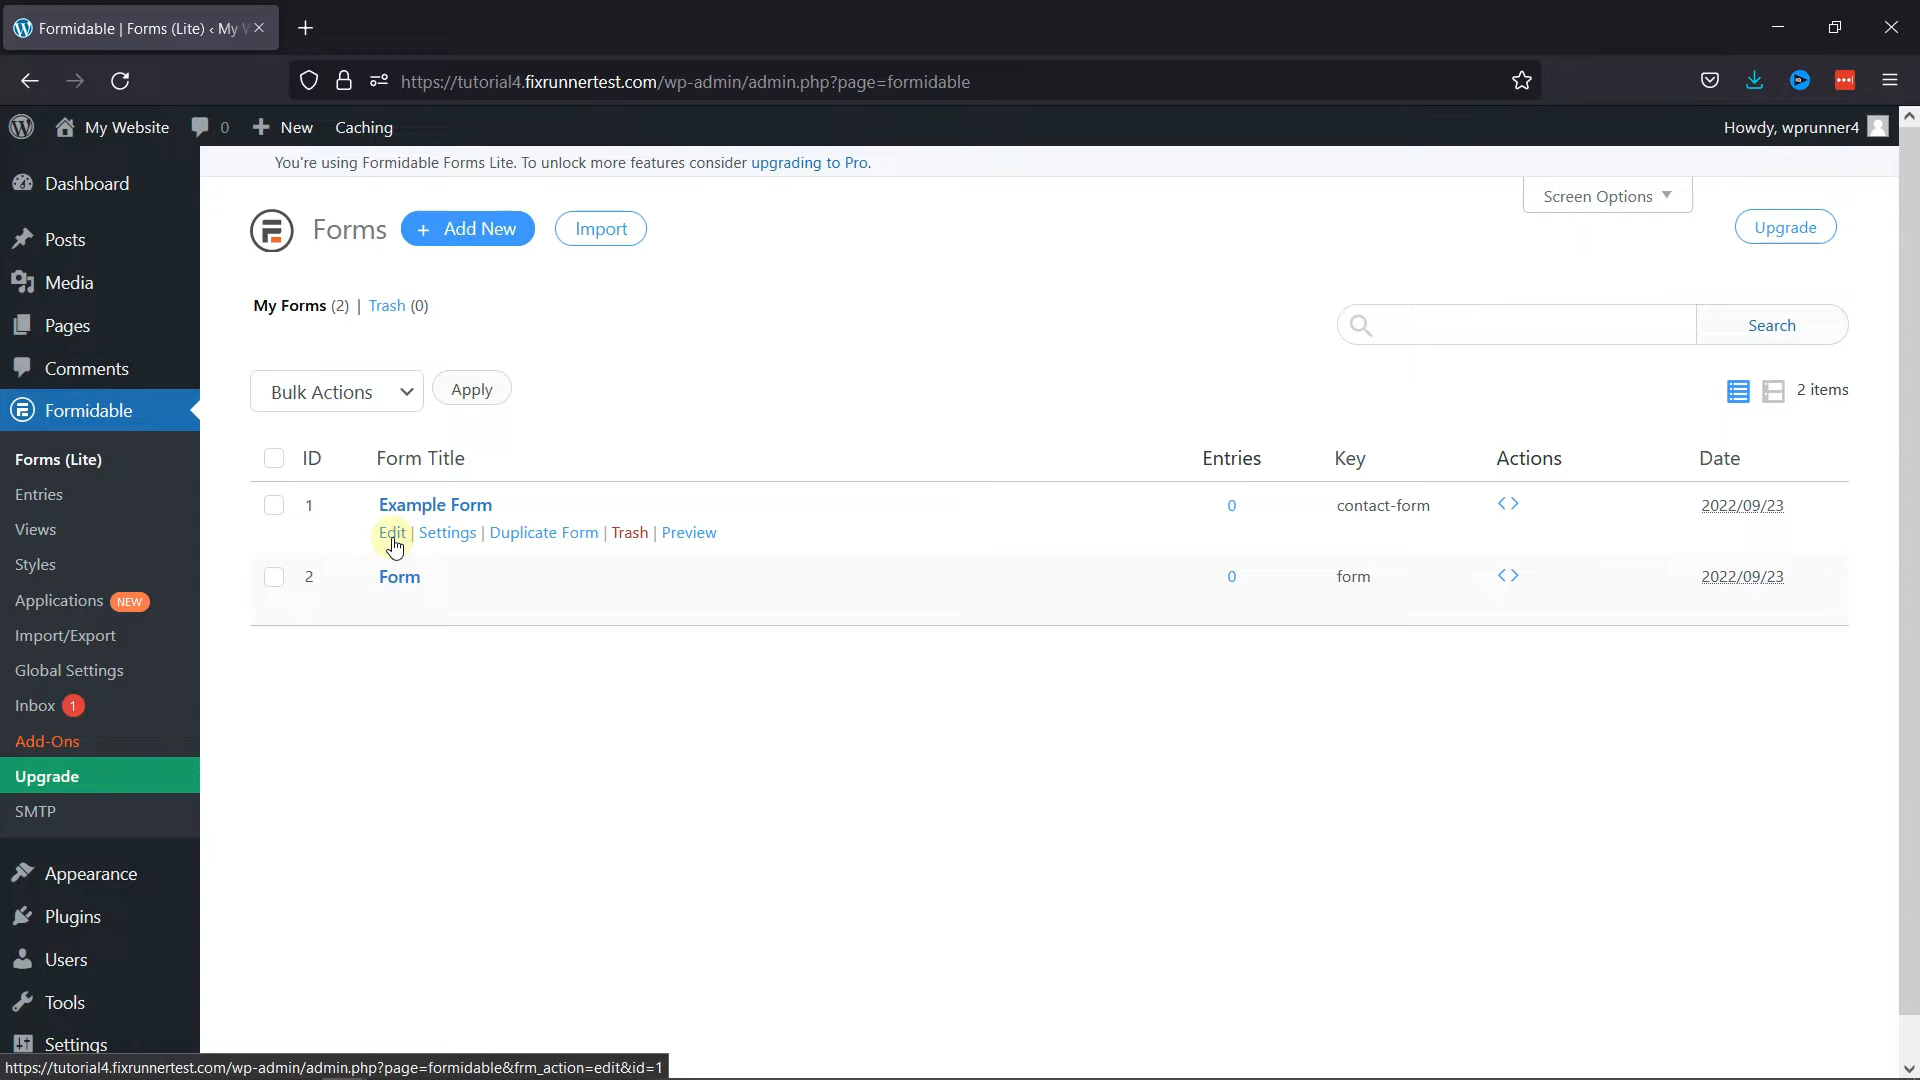 Formidable | Forms (Lite) ‹ My
https://tutorial4.fixrunnertest.com/wp-admin/admin.php?page=formidable
My Website
0
New
Caching
Howdy, wprunner4
You're using Formidable Forms Lite. To unlock more features consider upgrading to Pro.
Screen Options
Forms
+ Add New
Import
Upgrade
My Forms (2) | Trash (0)
Search
Bulk Actions
Apply
2 items
ID
Form Title
Entries
Key
Actions
Date
1
Example Form
0
contact-form
2022/09/23
Edit | Settings | Duplicate Form | Trash | Preview
2
Form
0
form
2022/09/23
Dashboard
Posts
Media
Pages
Comments
Formidable
Forms (Lite)
Entries
Views
Styles
Applications NEW
Import/Export
Global Settings
Inbox 1
Add-Ons
Upgrade
SMTP
Appearance
Plugins
Users
Tools
Settings
https://tutorial4.fixrunnertest.com/wp-admin/admin.php?page=formidable&frm_action=edit&id=1